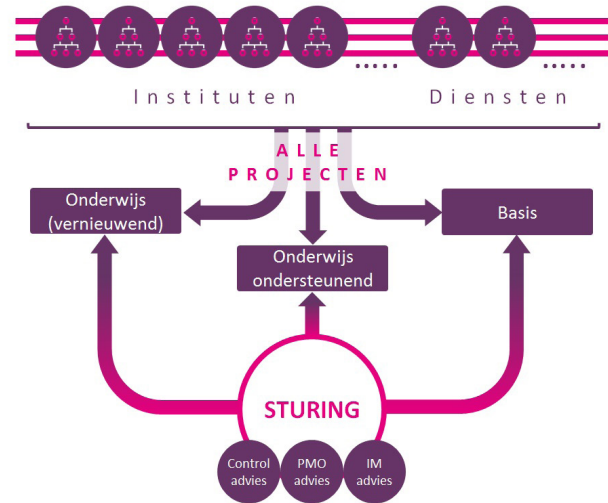 Instituten
Diensten
ALLE
PROJECTEN
Onderwijs
(vernieuwend)
Basis
Onderwijs
ondersteunend
STURING
Control
advies
PMO
advies
IM
advies